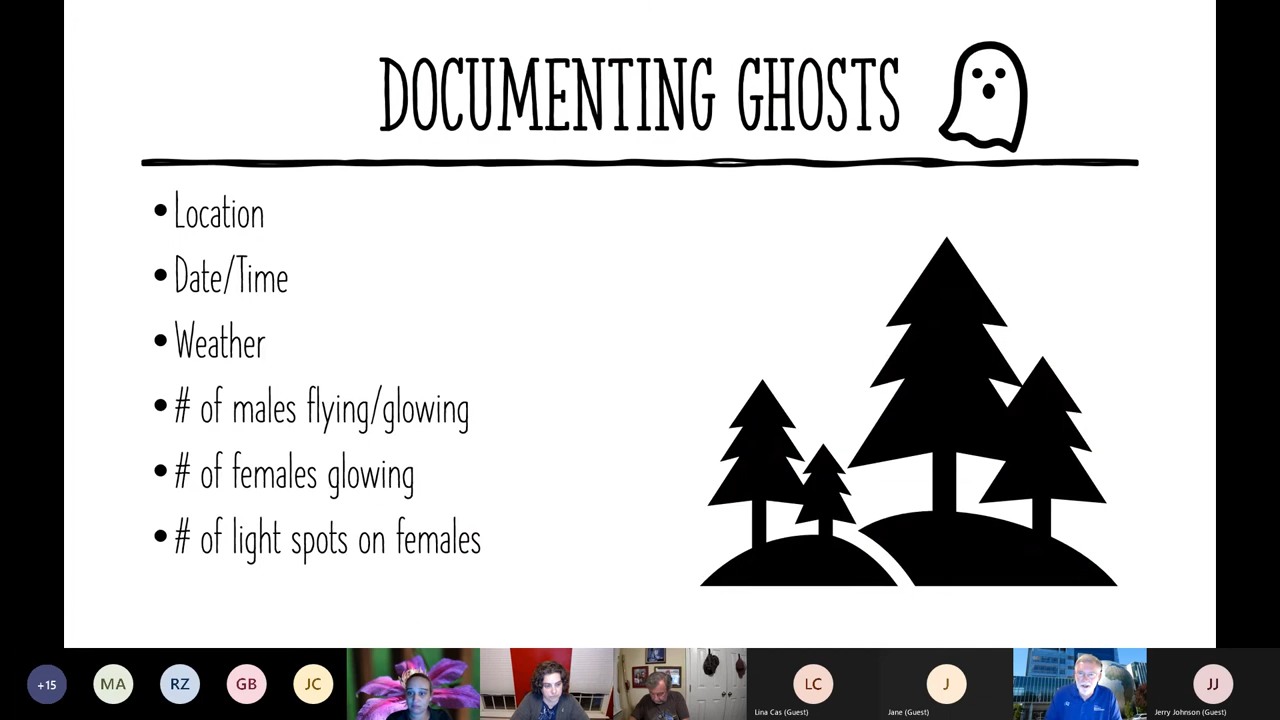 DOCUMENTING GHOSTS
• Location
• Date/Time
• Weather
• # of males flying/glowing
• # of females glowing
• # of light spots on females
+15
MA
RZ
GB
JC
LC
Lina Cas (Guest)
J
Jane (Guest)
JJ
Jerry Johnson (Guest)